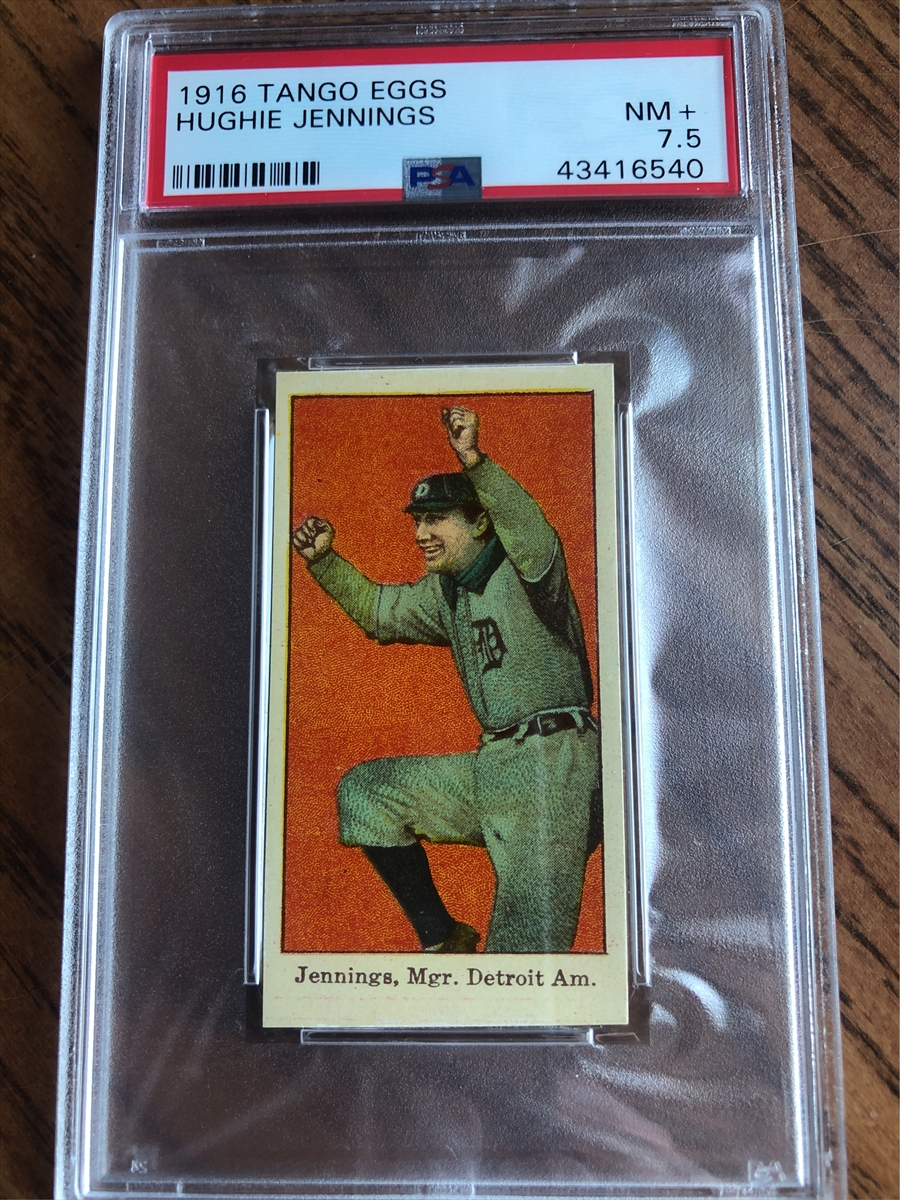 1916 TANGO EGGS
HUGHIE JENNINGS
NM +
7.5
43416540
PSA
D
D
Jennings, Mgr. Detroit Am.